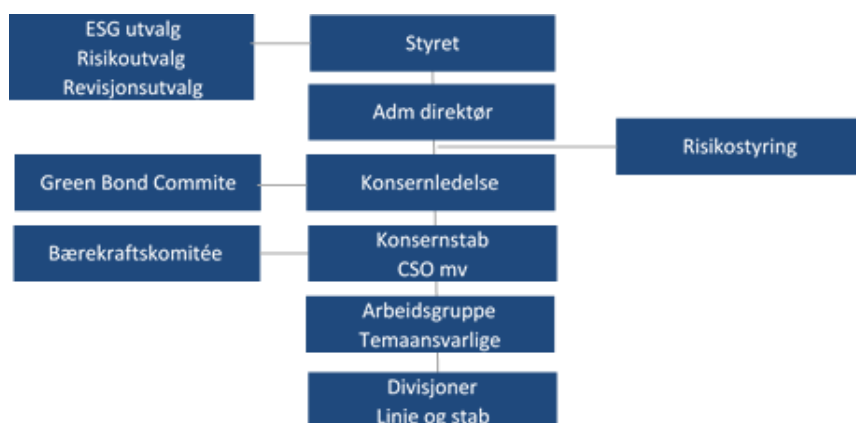 ESG utvalg
Risikoutvalg
Revisjonsutvalg
Styret
Adm direktør
Risikostyring
Green Bond Commite
Konsernledelse
Bærekraftskomitée
Konsernstab
CSO mv
Arbeidsgruppe
Temaansvarlige
Divisjoner
Linje og stab